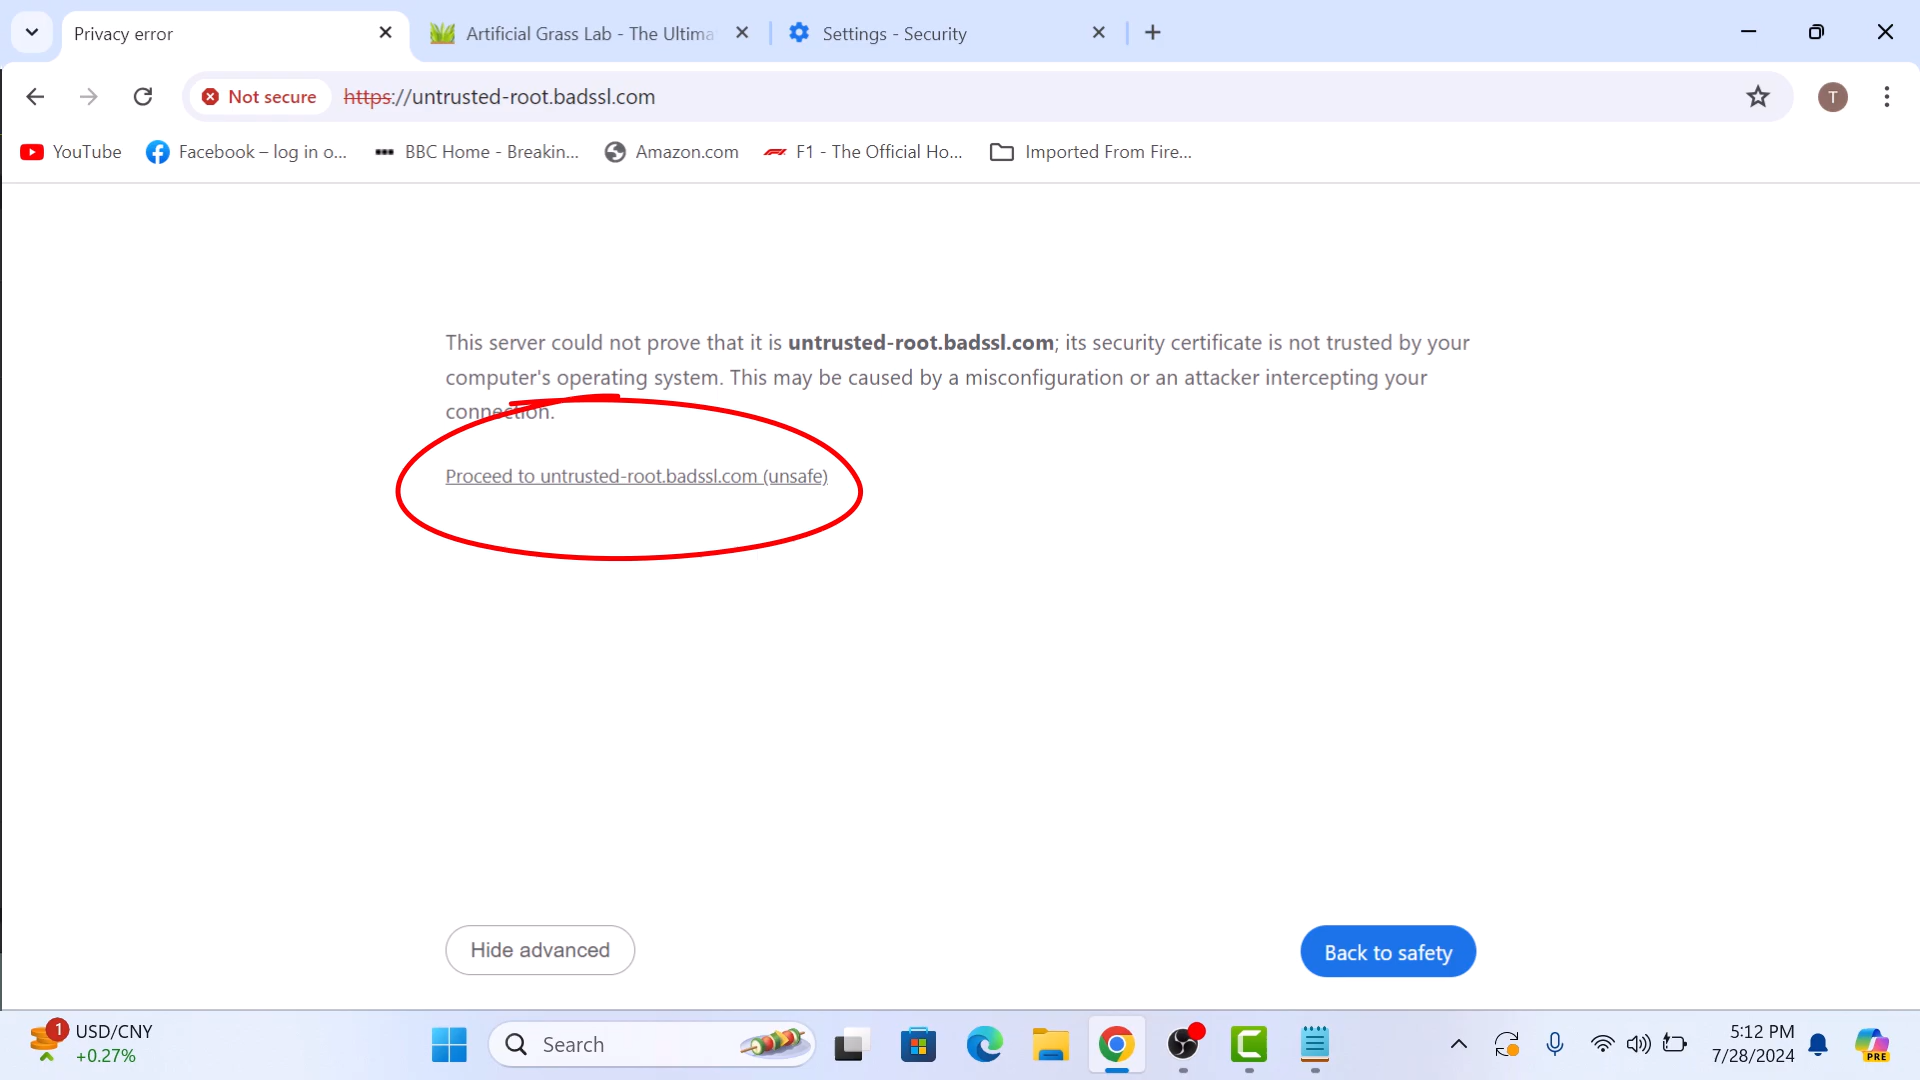 Privacy error
Artificial Grass Lab - The Ultima
Settings - Security
Not secure
https://untrusted-root.badssl.com
T
YouTube
Facebook – log in o...
BBC Home - Breakin...
Amazon.com
F1 - The Official Ho...
Imported From Fire...
This server could not prove that it is untrusted-root.badssl.com; its security certificate is not trusted by your
computer's operating system. This may be caused by a misconfiguration or an attacker intercepting your
connection.
Proceed to untrusted-root.badssl.com (unsafe)
Hide advanced
Back to safety
1
USD/CNY
+0.27%
Search
5:12 PM
7/28/2024
PRE